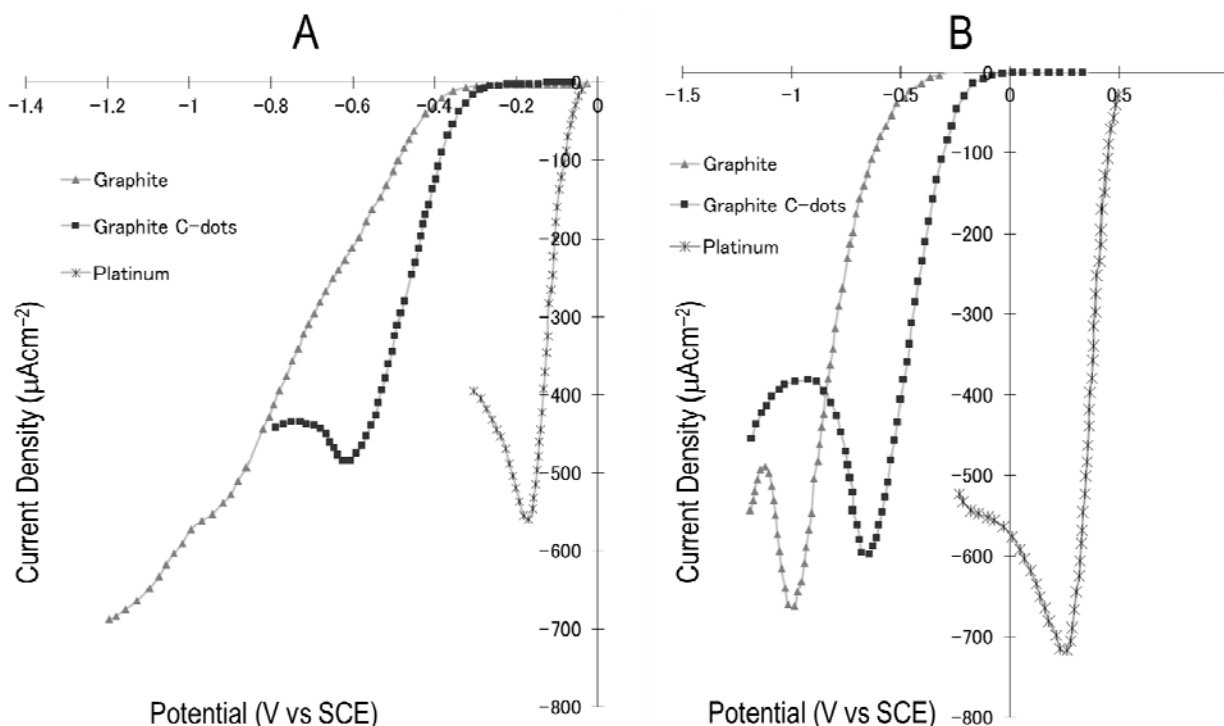 A
−1.4
−1.2
−1
−0.8
−0.6
−0.4
−0.2
0
0
−100
−200
−300
−400
−500
−600
−700
−800
Graphite
Graphite C-dots
Platinum
Current Density (µAcm⁻²)
Potential (V vs SCE)
B
−1.5
−1
−0.5
0
0.5
0
−100
−200
−300
−400
−500
−600
−700
−800
Graphite
Graphite C-dots
Platinum
Current Density (µAcm⁻²)
Potential (V vs SCE)